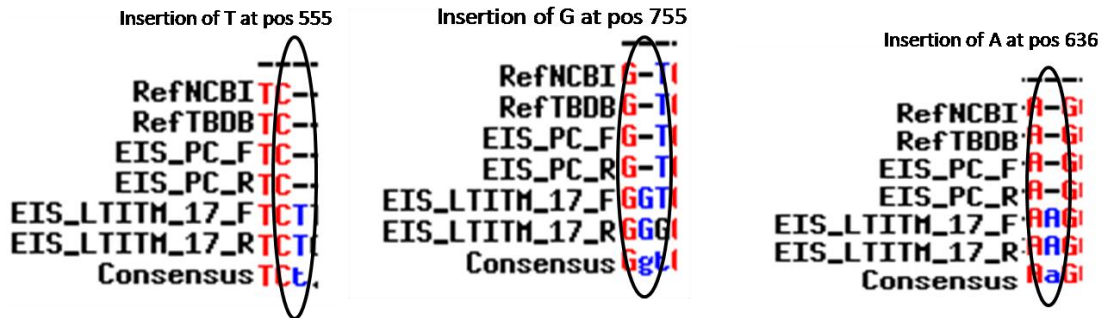 Insertion of T at pos 555
RefNCBI TC--
RefTBDB TC--
EIS_PC_F TC--
EIS_PC_R TC--
EIS_LTITM_17_F TCT
EIS_LTITM_17_R TCT
Consensus TCt.
Insertion of G at pos 755
RefNCBI G-T
RefTBDB G-T
EIS_PC_F G-T
EIS_PC_R G-T
EIS_LTITM_17_F GGT
EIS_LTITM_17_R GGG
Consensus Ggt
Insertion of A at pos 636
RefNCBI A-G
RefTBDB A-G
EIS_PC_F A-G
EIS_PC_R A-G
EIS_LTITM_17_F AAG
EIS_LTITM_17_R AAG
Consensus AaG